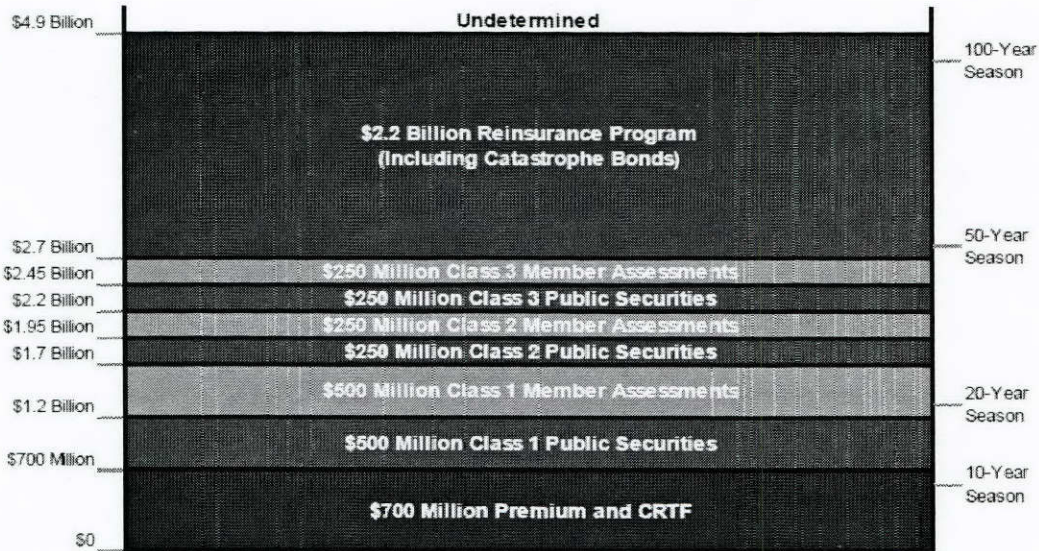 $4.9 Billion
Undetermined
100-Year
Season
$2.2 Billion Reinsurance Program
(Including Catastrophe Bonds)
50-Year
Season
$2.7 Billion
$250 Million Class 3 Member Assessments
$2.45 Billion
$250 Million Class 3 Public Securities
$2.2 Billion
$250 Million Class 2 Member Assessments
$1.95 Billion
$250 Million Class 2 Public Securities
$1.7 Billion
$500 Million Class 1 Member Assessments
20-Year
Season
$1.2 Billion
$500 Million Class 1 Public Securities
$700 Million
10-Year
Season
$700 Million Premium and CRTF
$0